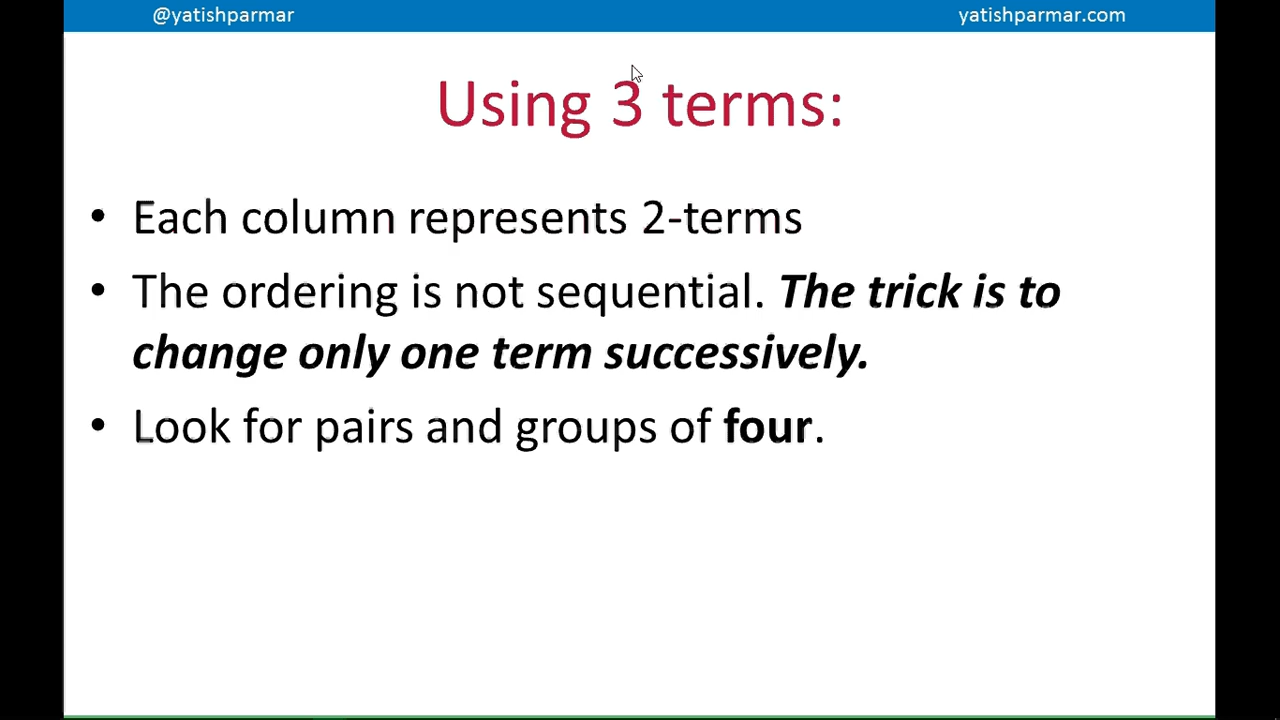 @yatishparmar yatishparmar.com
Using 3 terms:
• Each column represents 2-terms
• The ordering is not sequential. The trick is to
change only one term successively.
• Look for pairs and groups of four.